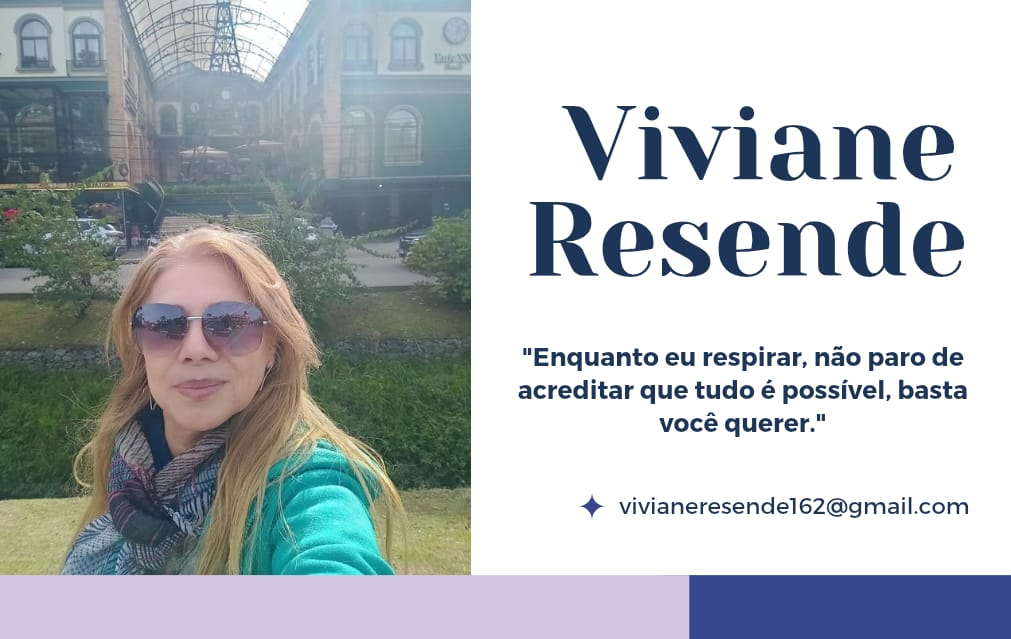 Viviane
Resende
"Enquanto eu respirar, não paro de
acreditar que tudo é possível, basta
você querer."
vivianeresende162@gmail.com